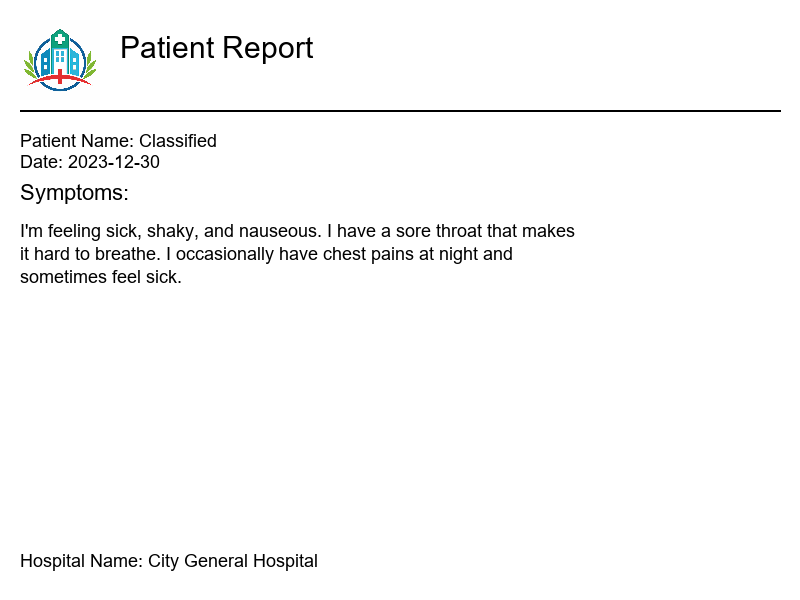 Patient Report
Patient Name: Classified
Date: 2023-12-30
Symptoms:
I'm feeling sick, shaky, and nauseous. I have a sore throat that makes
it hard to breathe. I occasionally have chest pains at night and
sometimes feel sick.
Hospital Name: City General Hospital